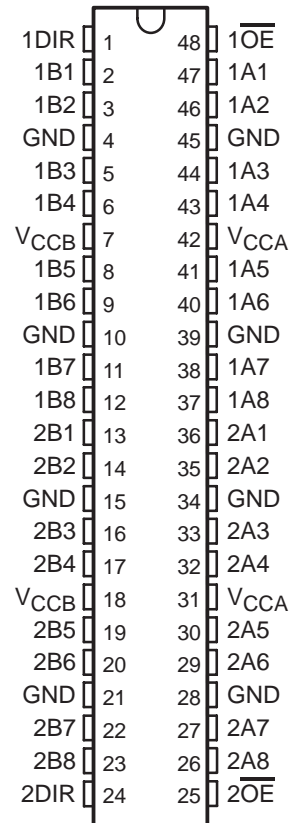 1DIR 1 48 1O̅E̅ 
1B1 2 47 1A1
1B2 3 46 1A2
GND 4 45 GND
1B3 5 44 1A3
1B4 6 43 1A4
VCCB 7 42 VCCA
1B5 8 41 1A5
1B6 9 40 1A6
GND 10 39 GND
1B7 11 38 1A7
1B8 12 37 1A8
2B1 13 36 2A1
2B2 14 35 2A2
GND 15 34 GND
2B3 16 33 2A3
2B4 17 32 2A4
VCCB 18 31 VCCA
2B5 19 30 2A5
2B6 20 29 2A6
GND 21 28 GND
2B7 22 27 2A7
2B8 23 26 2A8
2DIR 24 25 2O̅E̅